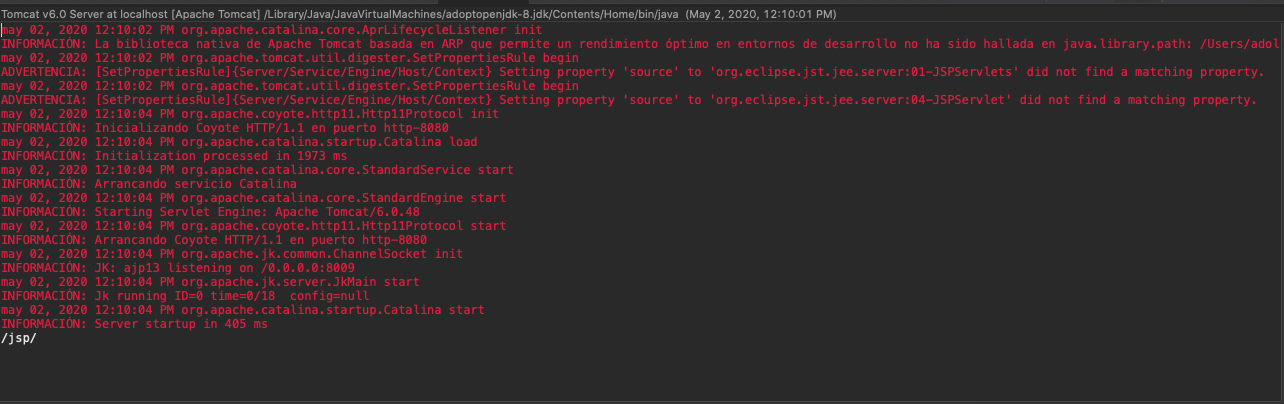 Tomcat v6.0 Server at localhost [Apache Tomcat] /Library/Java/JavaVirtualMachines/adoptopenjdk-8.jdk/Contents/Home/bin/java (May 2, 2020, 12:10:01 PM)
may 02, 2020 12:10:02 PM org.apache.catalina.core.AprLifecycleListener init
INFORMACIÓN: La biblioteca nativa de Apache Tomcat basada en ARP que permite un rendimiento óptimo en entornos de desarrollo no ha sido hallada en java.library.path: /Users/adol
may 02, 2020 12:10:02 PM org.apache.tomcat.util.digester.SetPropertiesRule begin
ADVERTENCIA: [SetPropertiesRule]{Server/Service/Engine/Host/Context} Setting property 'source' to 'org.eclipse.jst.jee.server:01-JSPServlets' did not find a matching property.
may 02, 2020 12:10:02 PM org.apache.tomcat.util.digester.SetPropertiesRule begin
ADVERTENCIA: [SetPropertiesRule]{Server/Service/Engine/Host/Context} Setting property 'source' to 'org.eclipse.jst.jee.server:04-JSPServlet' did not find a matching property.
may 02, 2020 12:10:04 PM org.apache.coyote.http11.Http11Protocol init
INFORMACIÓN: Inicializando Coyote HTTP/1.1 en puerto http-8080
may 02, 2020 12:10:04 PM org.apache.catalina.startup.Catalina load
INFORMACIÓN: Initialization processed in 1973 ms
may 02, 2020 12:10:04 PM org.apache.catalina.core.StandardService start
INFORMACIÓN: Arrancando servicio Catalina
may 02, 2020 12:10:04 PM org.apache.catalina.core.StandardEngine start
INFORMACIÓN: Starting Servlet Engine: Apache Tomcat/6.0.48
may 02, 2020 12:10:04 PM org.apache.coyote.http11.Http11Protocol start
INFORMACIÓN: Arrancando Coyote HTTP/1.1 en puerto http-8080
may 02, 2020 12:10:04 PM org.apache.jk.common.ChannelSocket init
INFORMACIÓN: JK: ajp13 listening on /0.0.0.0:8009
may 02, 2020 12:10:04 PM org.apache.jk.server.JkMain start
INFORMACIÓN: Jk running ID=0 time=0/18  config=null
may 02, 2020 12:10:04 PM org.apache.catalina.startup.Catalina start
INFORMACIÓN: Server startup in 405 ms
/jsp/